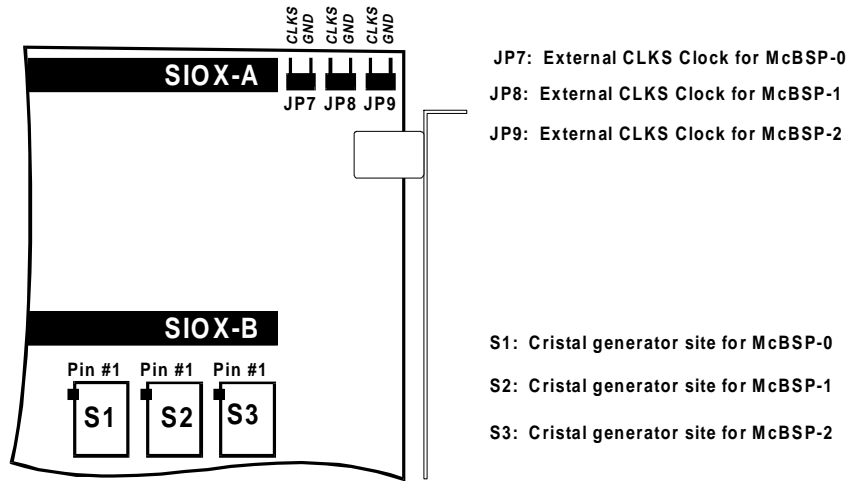 CLKS GND CLKS GND CLKS GND
SIOX-A
JP7 JP8 JP9
JP7: External CLKS Clock for McBSP-0
JP8: External CLKS Clock for McBSP-1
JP9: External CLKS Clock for McBSP-2
SIOX-B
Pin #1 Pin #1 Pin #1
S1 S2 S3
S1: Cristal generator site for McBSP-0
S2: Cristal generator site for McBSP-1
S3: Cristal generator site for McBSP-2